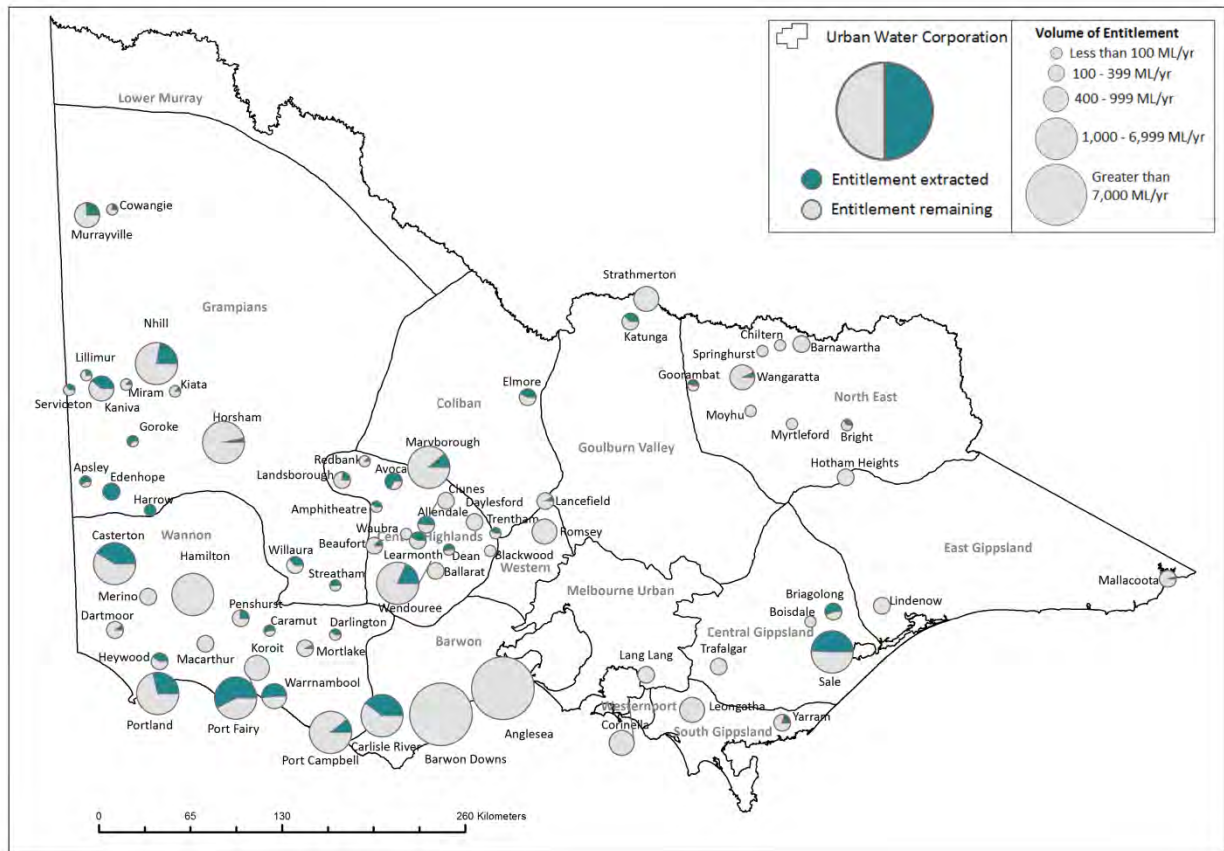 Urban Water Corporation
Entitlement extracted
Entitlement remaining
Volume of Entitlement
Less than 100 ML/yr
100 - 399 ML/yr
400 - 999 ML/yr
1,000 - 6,999 ML/yr
Greater than
7,000 ML/yr
Lower Murray
Cowangie
Murrayville
Grampians
Nhill
Lillimur
Serviceton
Kaniva
Miram
Kiata
Goroke
Horsham
Apsley
Edenhope
Harrow
Strathmerton
Katunga
Elmore
Coliban
Goulburn Valley
Chiltern
Springhurst
Barnawartha
Goorambat
Wangaratta
North East
Moyhu
Myrtleford
Bright
Hotham Heights
Maryborough
Redbank
Avoca
Landsborough
Clunes
Daylesford
Lancefield
Amphitheatre
Allendale
Trentham
Waubra
Central Highlands
Romsey
Beaufort
Learmonth
Dean
Blackwood
Ballarat
Western
Wendouree
Casterton
Wannon
Hamilton
Willaura
Streatham
Merino
Dartmoor
Penshurst
Caramut
Darlington
Heywood
Macarthur
Koroit
Mortlake
Portland
Port Fairy
Warrnambool
Port Campbell
Carlisle River
Barwon Downs
Barwon
Anglesea
Melbourne Urban
East Gippsland
Mallacoota
Briagolong
Boisdale
Lindenow
Central Gippsland
Trafalgar
Sale
Lang Lang
Westernport
Corinella
Leongatha
South Gippsland
Yarram
0 65 130 260 Kilometers